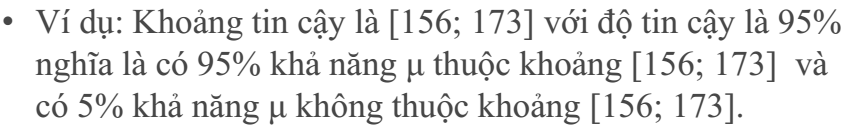 • Ví dụ: Khoảng tin cậy là [156; 173] với độ tin cậy là 95%
nghĩa là có 95% khả năng μ thuộc khoảng [156; 173] và
có 5% khả năng μ không thuộc khoảng [156; 173].